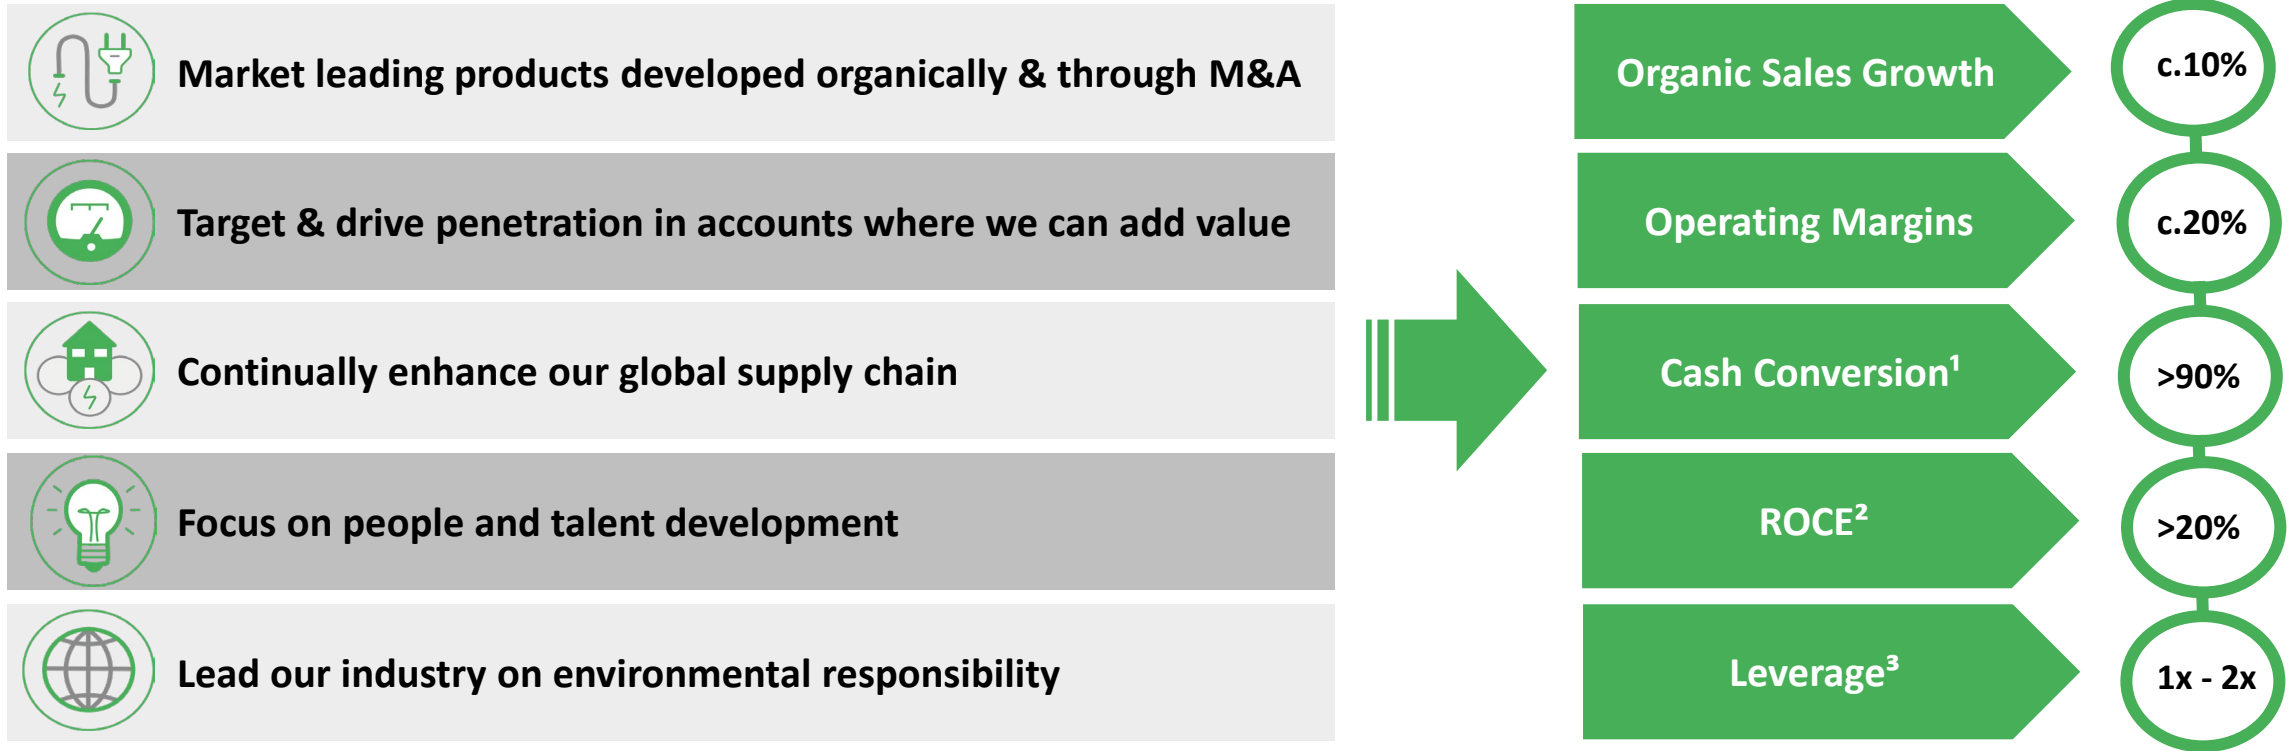 Market leading products developed organically & through M&A
Target & drive penetration in accounts where we can add value
Continually enhance our global supply chain
Focus on people and talent development
Lead our industry on environmental responsibility
Organic Sales Growth
c.10%
Operating Margins
c.20%
Cash Conversion¹
>90%
ROCE²
>20%
Leverage³
1x - 2x